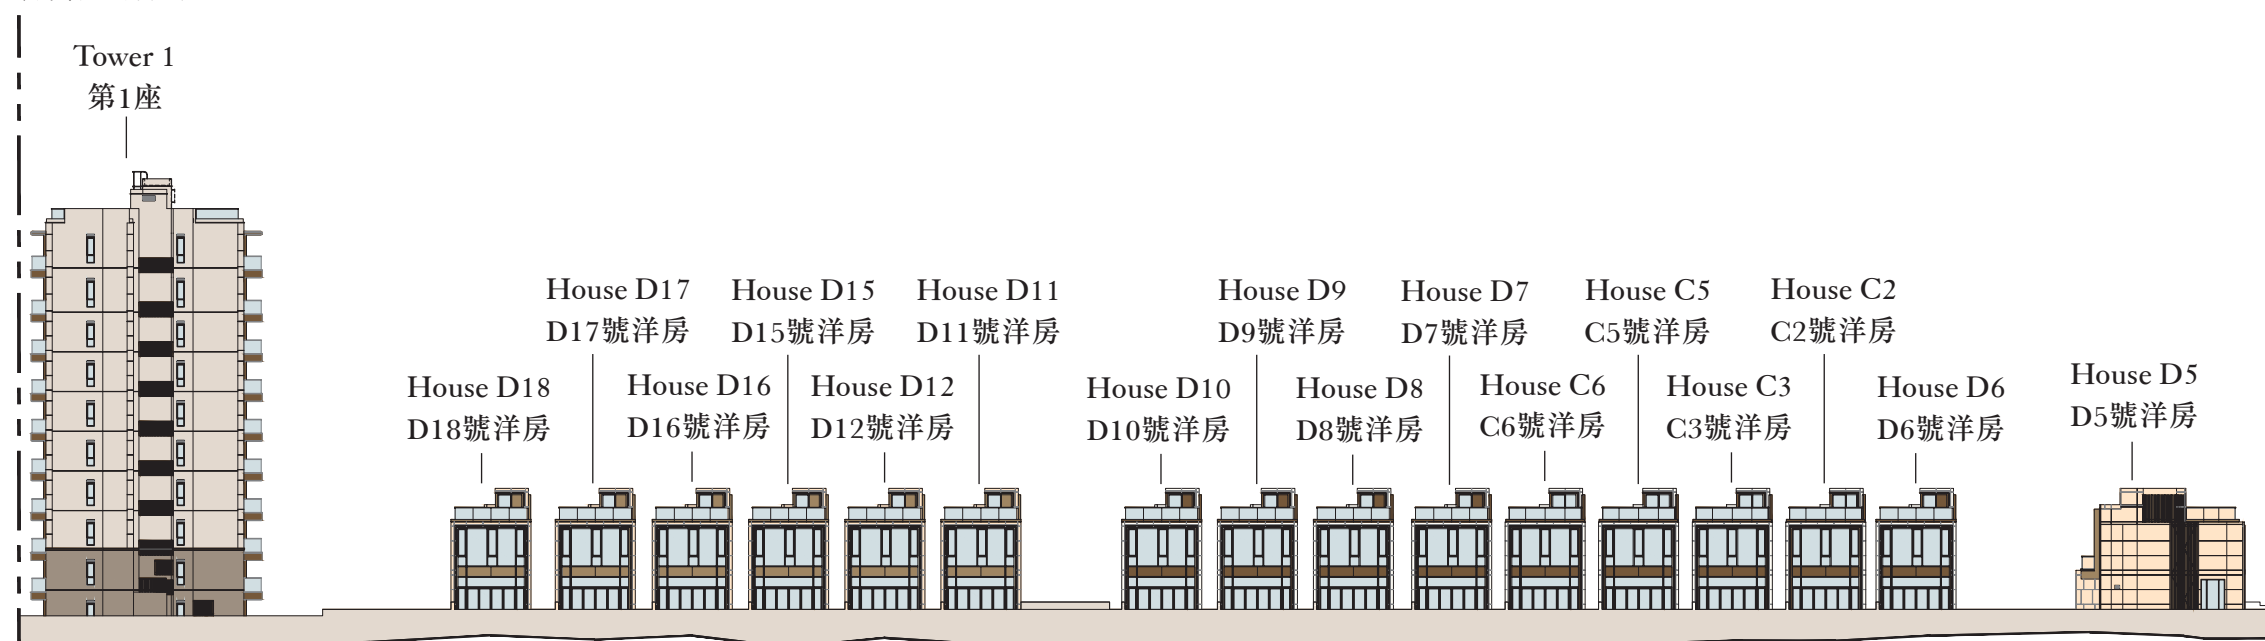 Tower 1
第1座
House D18
D18號洋房
House D17
D17號洋房
House D16
D16號洋房
House D15
D15號洋房
House D12
D12號洋房
House D11
D11號洋房
House D10
D10號洋房
House D9
D9號洋房
House D8
D8號洋房
House D7
D7號洋房
House C6
C6號洋房
House C5
C5號洋房
House C3
C3號洋房
House C2
C2號洋房
House D6
D6號洋房
House D5
D5號洋房